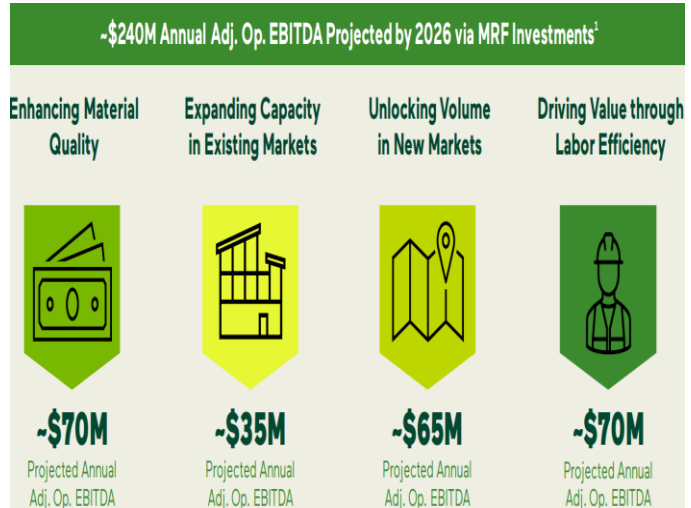 ~$240M Annual Adj. Op. EBITDA Projected by 2026 via MRF Investments¹
Enhancing Material
Quality
Expanding Capacity
in Existing Markets
Unlocking Volume
in New Markets
Driving Value through
Labor Efficiency
~$70M
Projected Annual
Adj. Op. EBITDA
~$35M
Projected Annual
Adj. Op. EBITDA
~$65M
Projected Annual
Adj. Op. EBITDA
~$70M
Projected Annual
Adj. Op. EBITDA